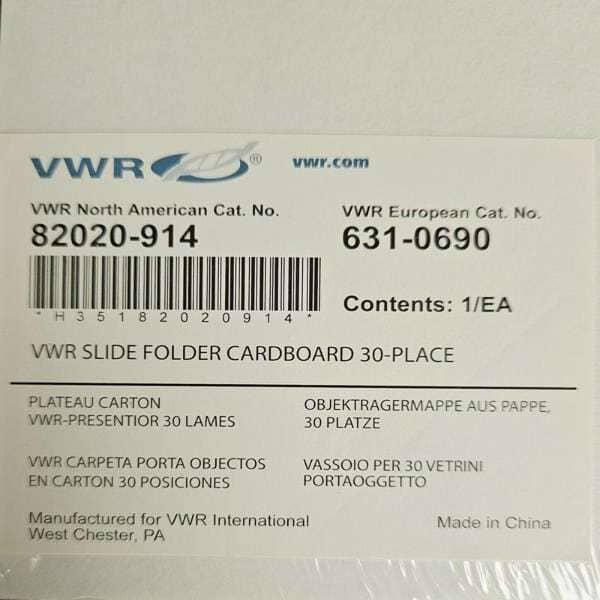 VWR® vwr.com
VWR North American Cat. No. VWR European Cat. No.
82020-914 631-0690
*H35182020914* Contents: 1/EA
VWR SLIDE FOLDER CARDBOARD 30-PLACE
PLATEAU CARTON
VWR-PRESENTIOR 30 LAMES
OBJEKTRAGERMAPPE AUS PAPPE,
30 PLATZE
VWR CARPETA PORTA OBJECTOS
EN CARTON 30 POSICIONES
VASSOIO PER 30 VETRINI
PORTAOGGETTO
Manufactured for VWR International
West Chester, PA
Made in China